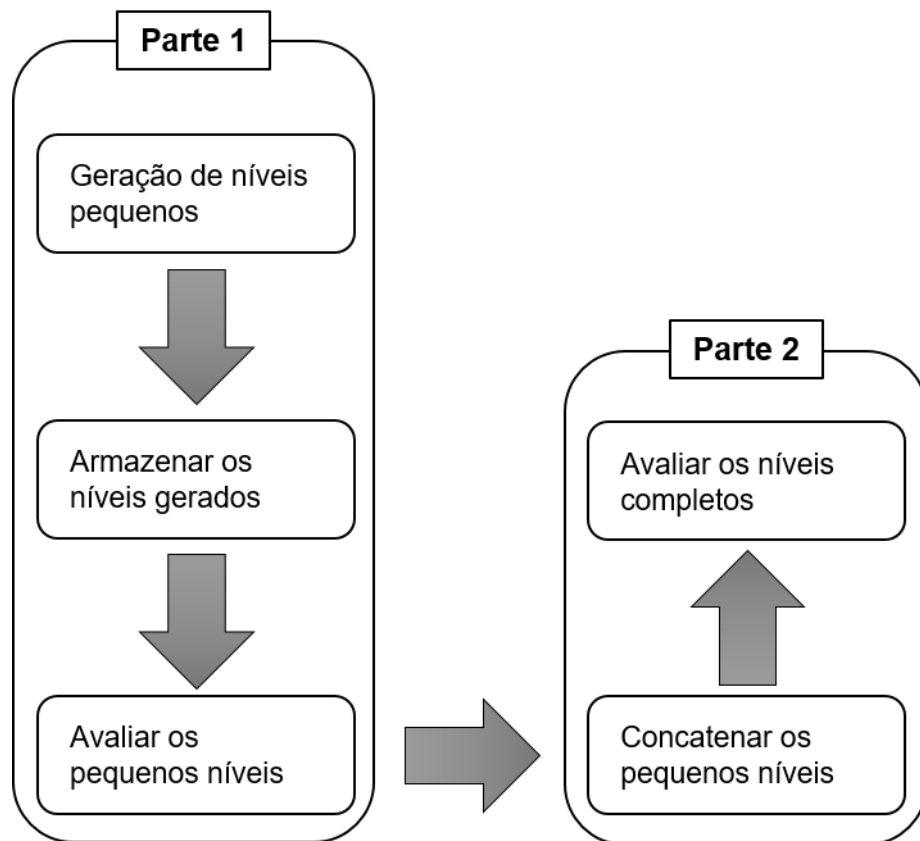 Parte 1
Geração de níveis
pequenos
Armazenar os
níveis gerados
Avaliar os
pequenos níveis
Parte 2
Avaliar os níveis
completos
Concatenar os
pequenos níveis